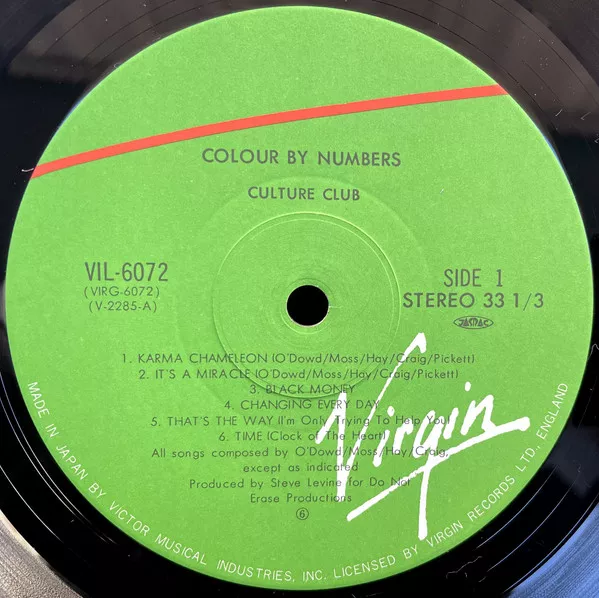 COLOUR BY NUMBERS
CULTURE CLUB
VIL-6072
(VIRG-6072)
(V-2285-A)
SIDE 1
STEREO 33 1/3
JASRAC
1. KARMA CHAMELEON (O'Dowd/Moss/Hay/Craig/Pickett)
2. IT'S A MIRACLE (O'Dowd/Moss/Hay/Craig/Pickett)
3. BLACK MONEY
4. CHANGING EVERY DAY
5. THAT'S THE WAY (I'm Only Trying To Help You)
6. TIME (Clock of The Heart)
All songs composed by O'Dowd/Moss/Hay/Craig,
except as indicated
Produced by Steve Levine for Do Not
Erase Productions
⑥
Virgin
MADE IN JAPAN BY VICTOR MUSICAL INDUSTRIES, INC. LICENSED BY VIRGIN RECORDS LTD., ENGLAND